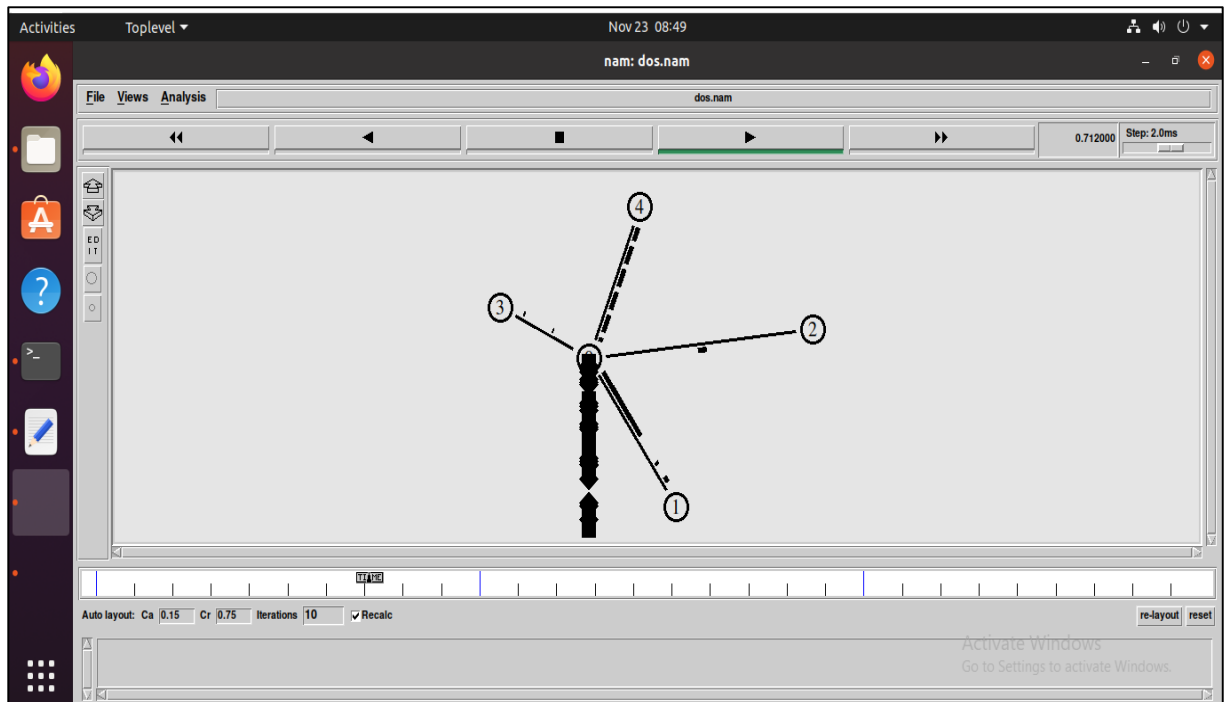 Activities Toplevel Nov 23 08:49
nam: dos.nam
File Views Analysis dos.nam
0.712000 Step: 2.0ms
ED
IT
4
3
2
1
TIME
Auto layout: Ca 0.15 Cr 0.75 Iterations 10 Recalc re-layout reset
Activate Windows
Go to Settings to activate Windows.